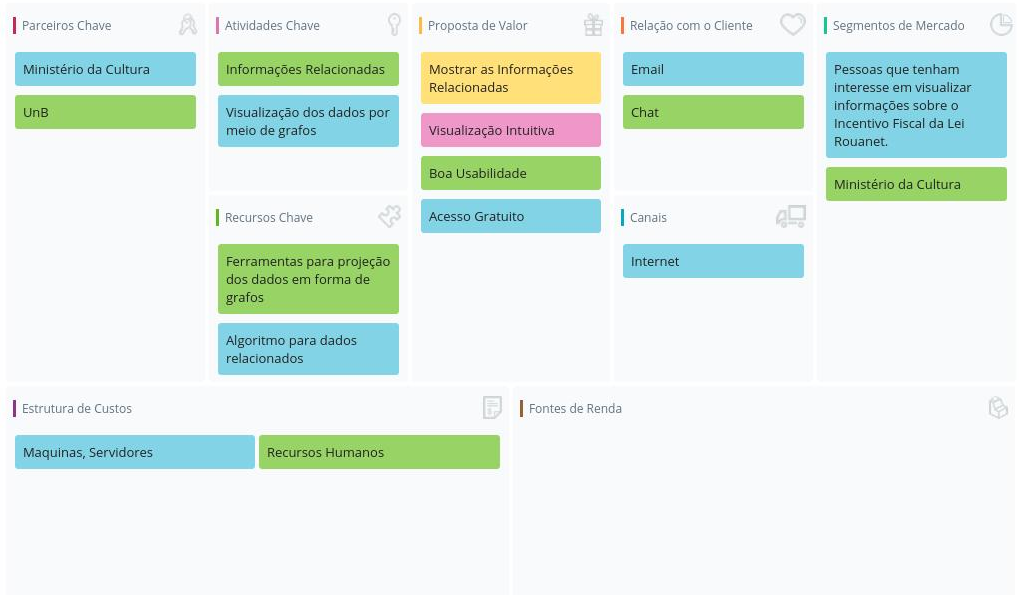 Parceiros Chave
Ministério da Cultura
UnB
Atividades Chave
Informações Relacionadas
Visualização dos dados por
meio de grafos
Recursos Chave
Ferramentas para projeção
dos dados em forma de
grafos
Algoritmo para dados
relacionados
Proposta de Valor
Mostrar as Informações
Relacionadas
Visualização Intuitiva
Boa Usabilidade
Acesso Gratuito
Relação com o Cliente
Email
Chat
Canais
Internet
Segmentos de Mercado
Pessoas que tenham
interesse em visualizar
informações sobre o
Incentivo Fiscal da Lei
Rouanet.
Ministério da Cultura
Estrutura de Custos
Maquinas, Servidores
Recursos Humanos
Fontes de Renda